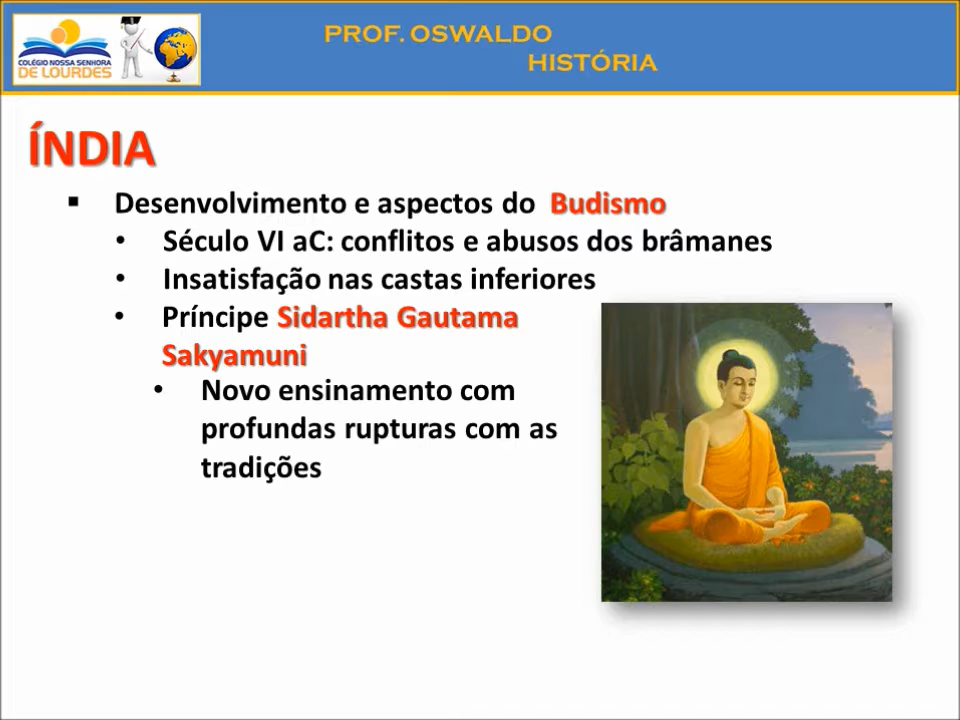 COLÉGIO NOSSA SENHORA
DE LOURDES
PROF. OSWALDO
HISTÓRIA
ÍNDIA
▪ Desenvolvimento e aspectos do Budismo
• Século VI aC: conflitos e abusos dos brâmanes
• Insatisfação nas castas inferiores
• Príncipe Sidartha Gautama
Sakyamuni
• Novo ensinamento com
profundas rupturas com as
tradições